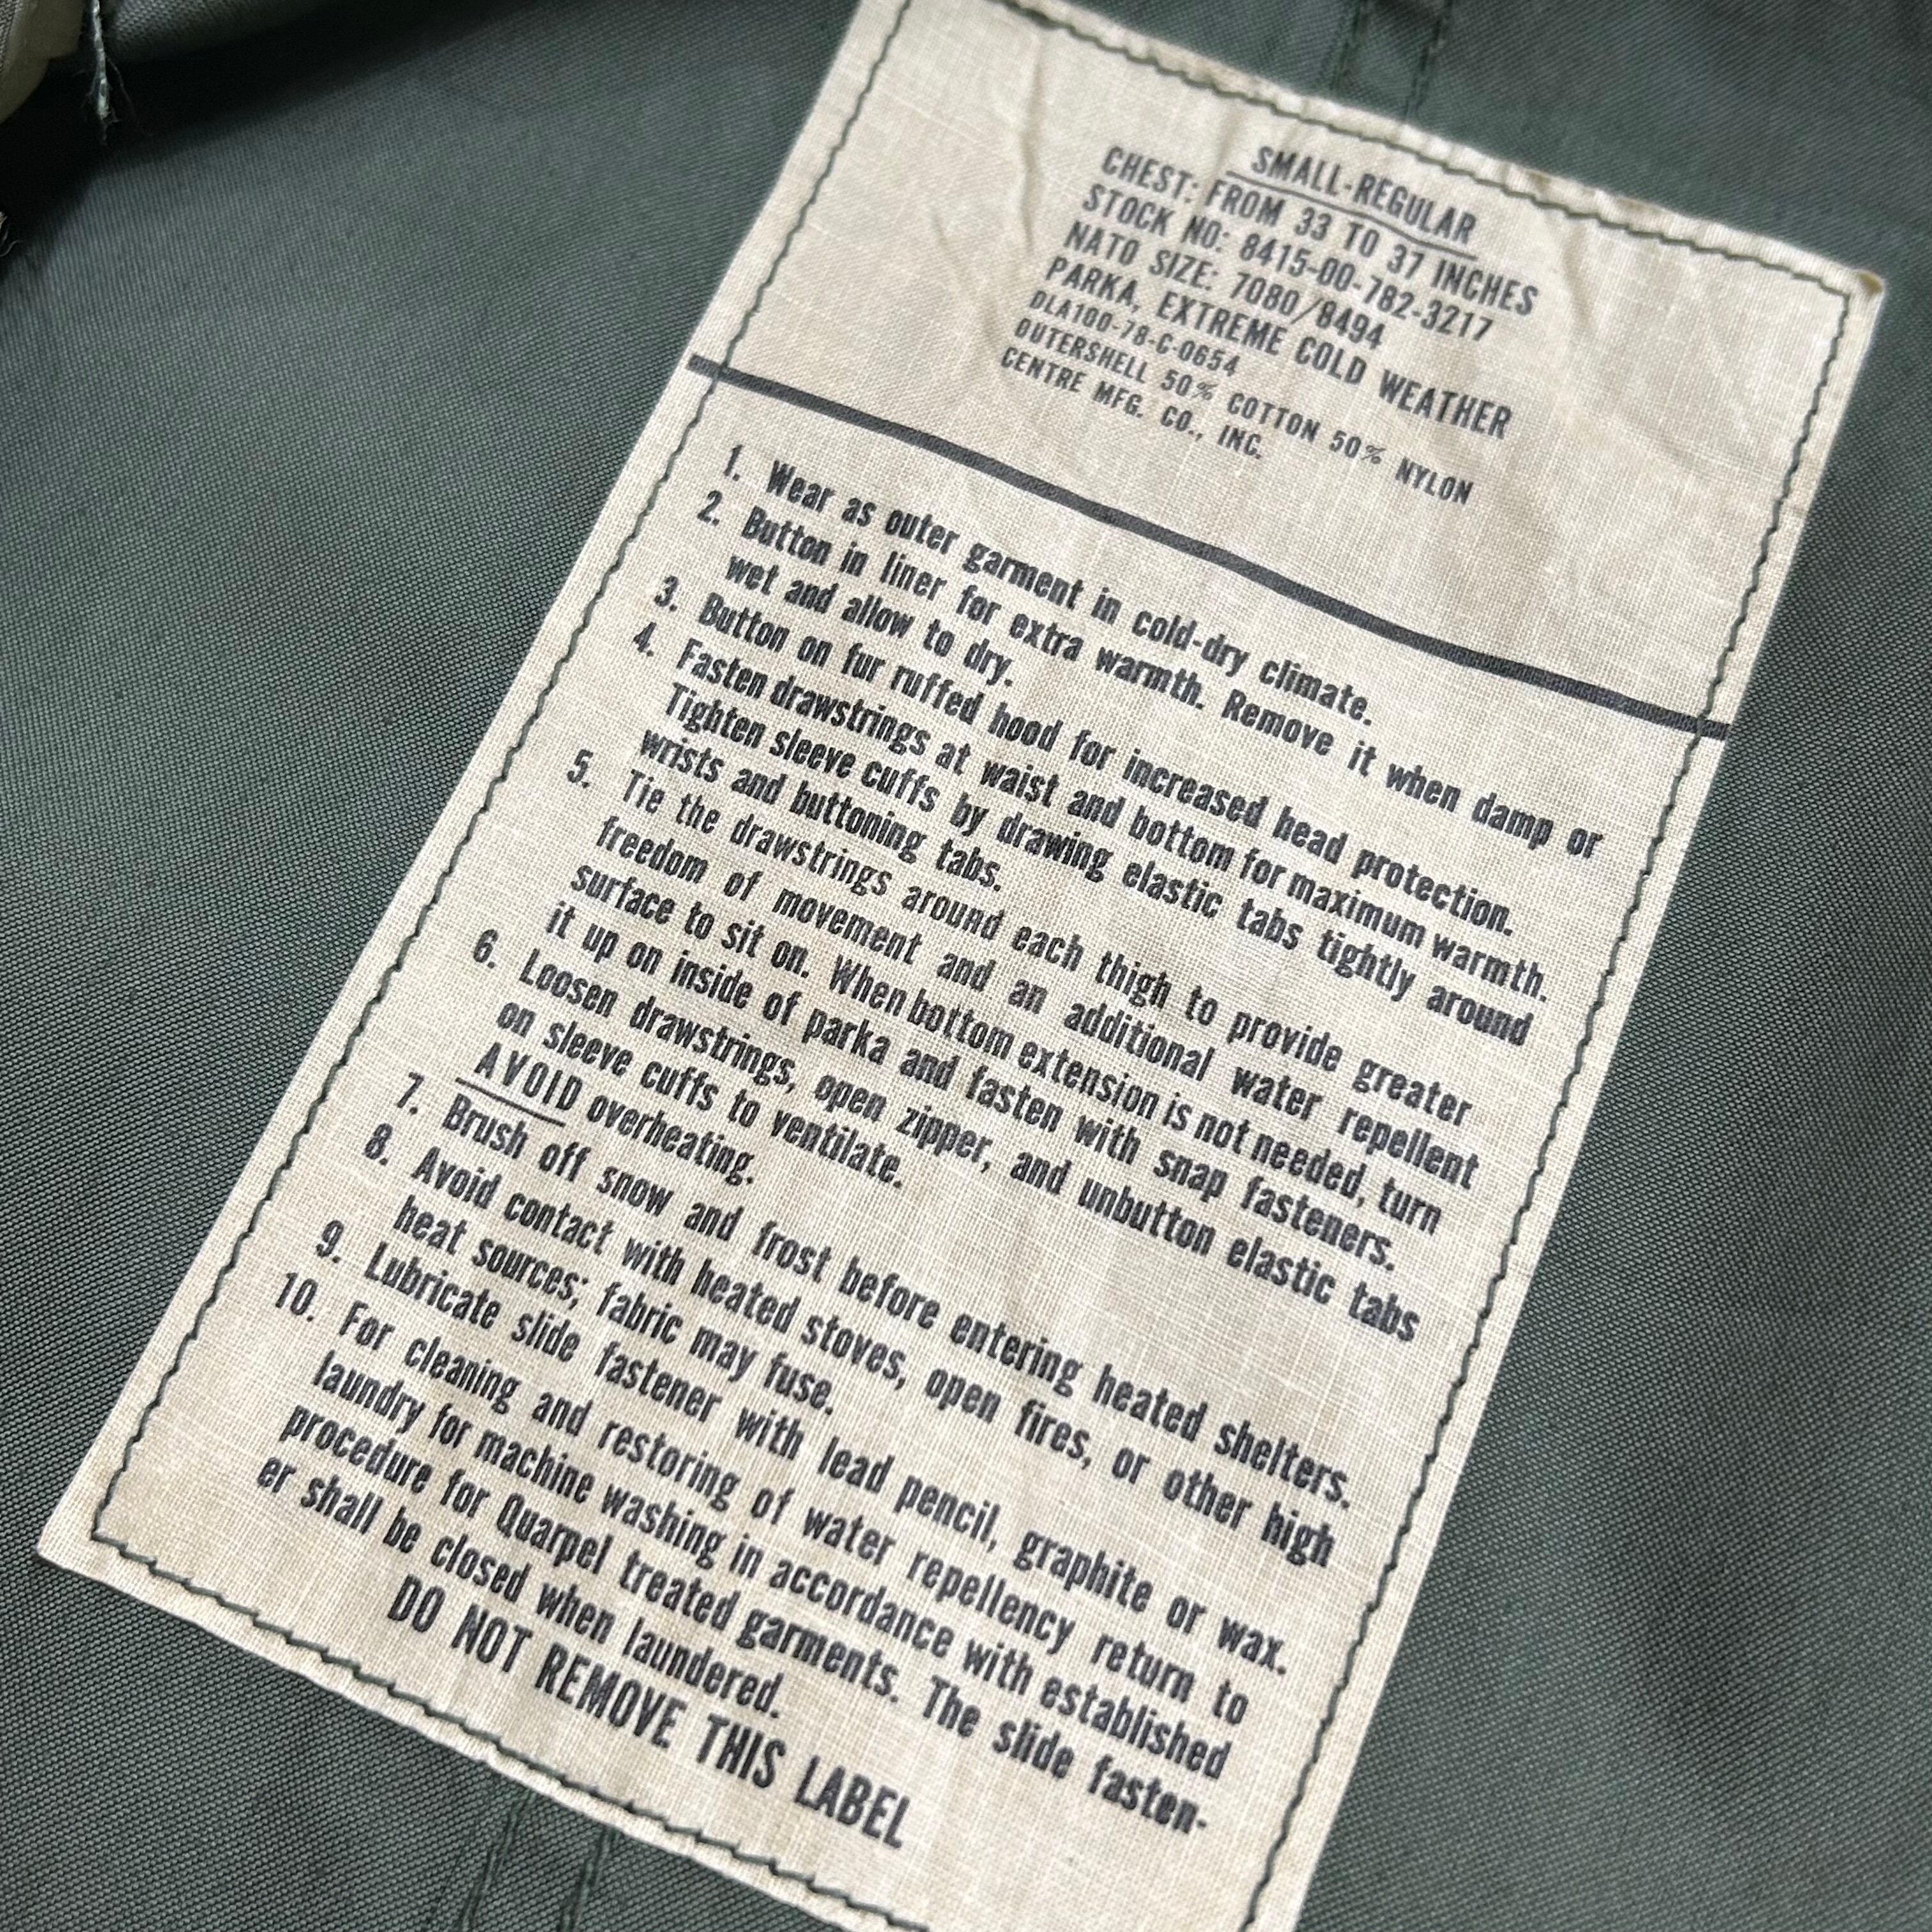 SMALL-REGULAR
CHEST: FROM 33 TO 37 INCHES
STOCK NO: 8415-00-782-3217
NATO SIZE: 7080/8494
PARKA, EXTREME COLD WEATHER
DLA100-78-C-0654
OUTERSHELL 50% COTTON 50% NYLON
CENTRE MFG. CO., INC.
1. Wear as outer garment in cold-dry climate.
2. Button in liner for extra warmth. Remove it when damp or
wet and allow to dry.
3. Button on fur ruffed hood for increased head protection.
4. Fasten drawstrings at waist and bottom for maximum warmth.
Tighten sleeve cuffs by drawing elastic tabs tightly around
wrists and buttoning tabs.
5. Tie the drawstrings around each thigh to provide greater
freedom of movement and an additional water repellent
surface to sit on. When bottom extension is not needed, turn
it up on inside of parka and fasten with snap fasteners.
6. Loosen drawstrings, open zipper, and unbutton elastic tabs
on sleeve cuffs to ventilate.
AVOID overheating.
7. Brush off snow and frost before entering heated shelters.
8. Avoid contact with heated stoves, open fires, or other high
heat sources; fabric may fuse.
9. Lubricate slide fastener with lead pencil, graphite or wax.
10. For cleaning and restoring of water repellency return to
laundry for machine washing in accordance with established
procedure for Quarpel treated garments. The slide fasten-
er shall be closed when laundered.
DO NOT REMOVE THIS LABEL